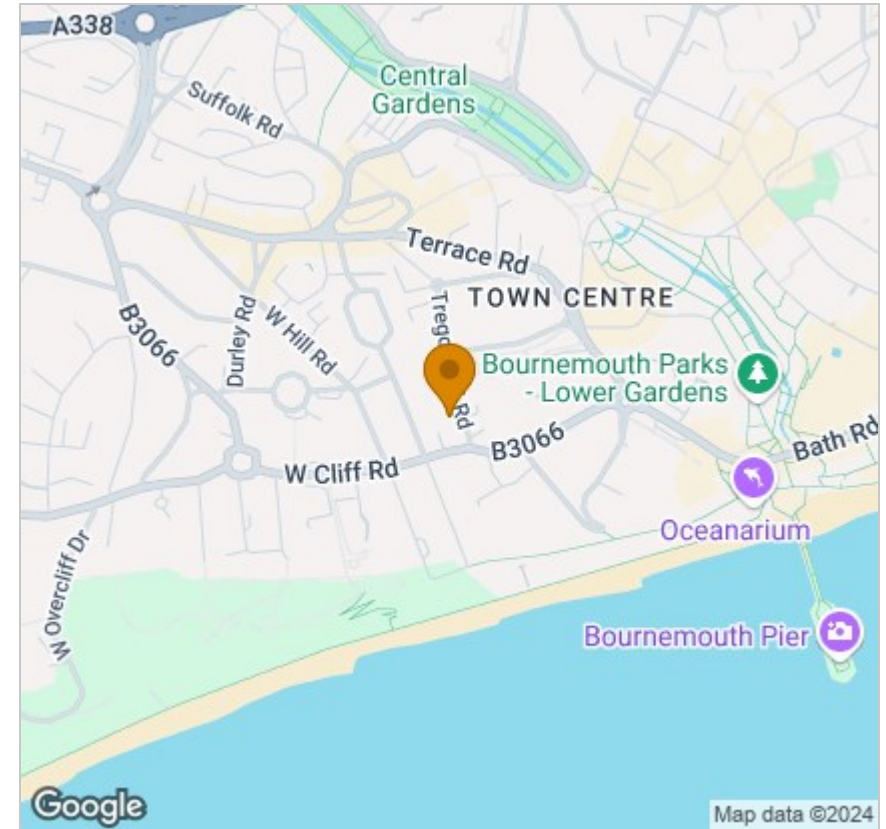 A338
Central
Gardens
Suffolk Rd
Terrace Rd
TOWN CENTRE
B3066
Durley Rd
W Hill Rd
Rd
Bournemouth Parks
- Lower Gardens
B3066
Bath Rd
W Cliff Rd
Oceanarium
W Overcliff Dr
Bournemouth Pier
Google
Map data ©2024